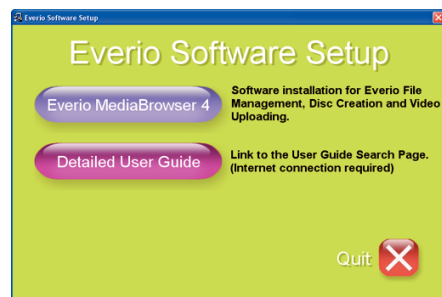 Everio Software Setup
Everio Software Setup
Everio MediaBrowser 4
Software installation for Everio File
Management, Disc Creation and Video
Uploading.
Detailed User Guide
Link to the User Guide Search Page.
(Internet connection required)
Quit